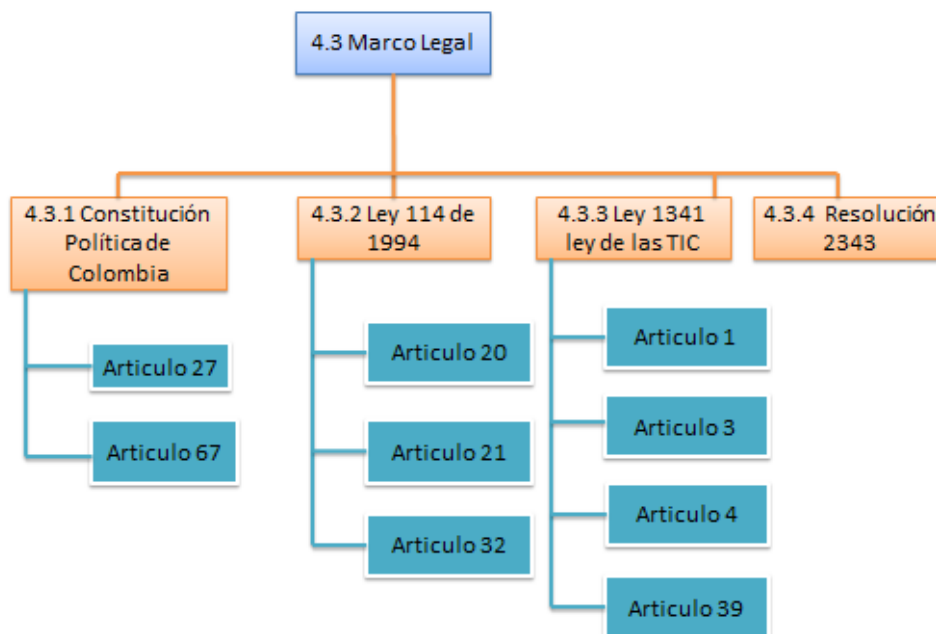 4.3 Marco Legal
4.3.1 Constitución
Política de
Colombia
Articulo 27
Articulo 67
4.3.2 Ley 114 de
1994
Articulo 20
Articulo 21
Articulo 32
4.3.3 Ley 1341
ley de las TIC
Articulo 1
Articulo 3
Articulo 4
Articulo 39
4.3.4 Resolución
2343